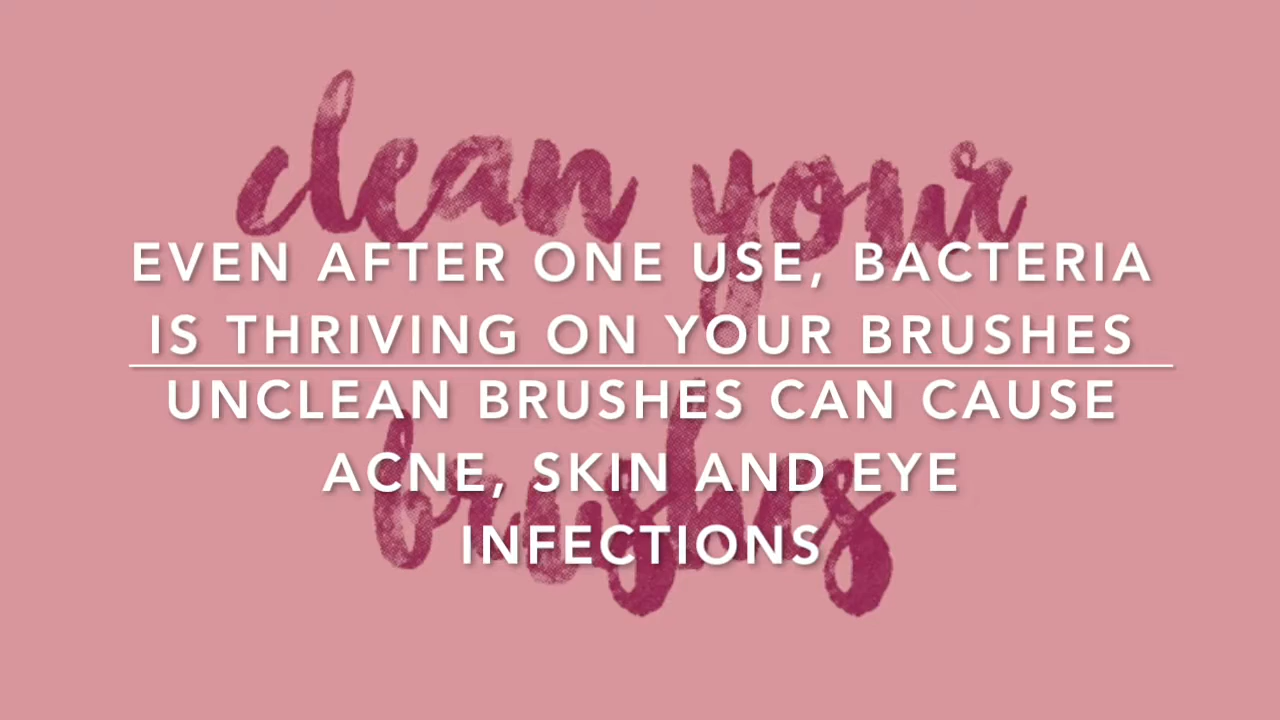 clean your
EVEN AFTER ONE USE, BACTERIA
IS THRIVING ON YOUR BRUSHES
UNCLEAN BRUSHES CAN CAUSE
ACNE, SKIN AND EYE
INFECTIONS
brushes